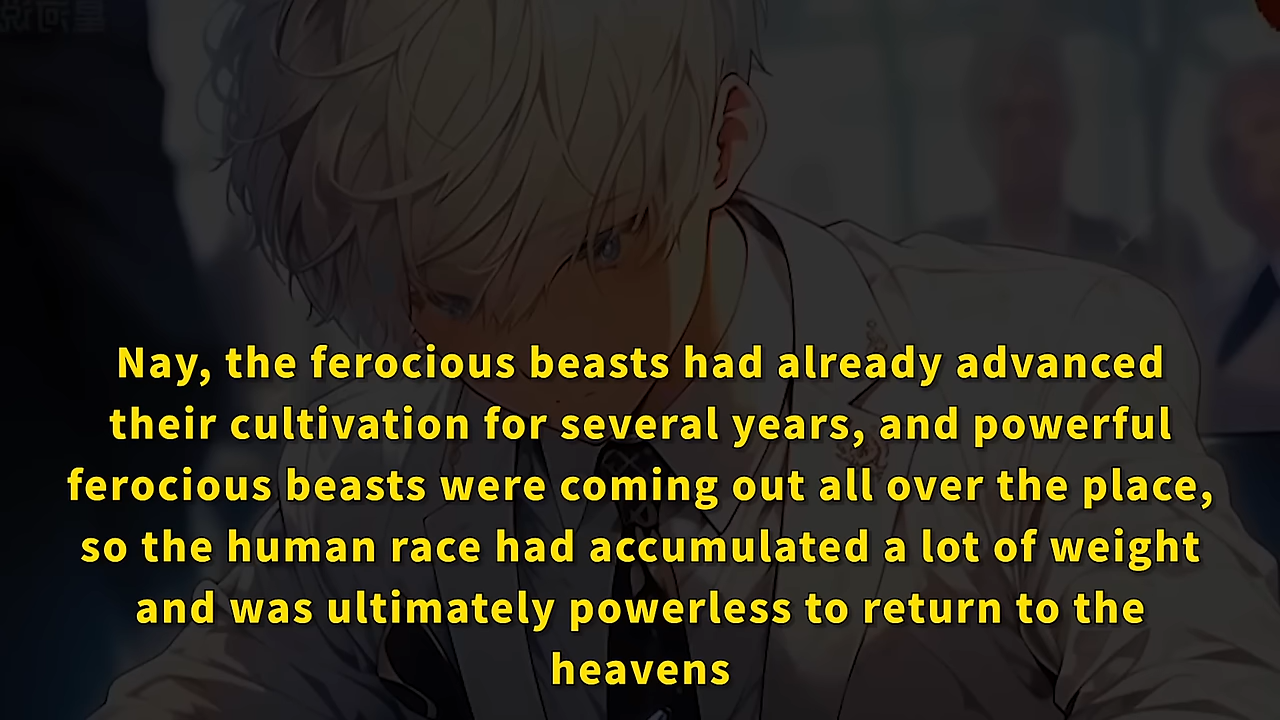 Nay, the ferocious beasts had already advanced
their cultivation for several years, and powerful
ferocious beasts were coming out all over the place,
so the human race had accumulated a lot of weight
and was ultimately powerless to return to the
heavens